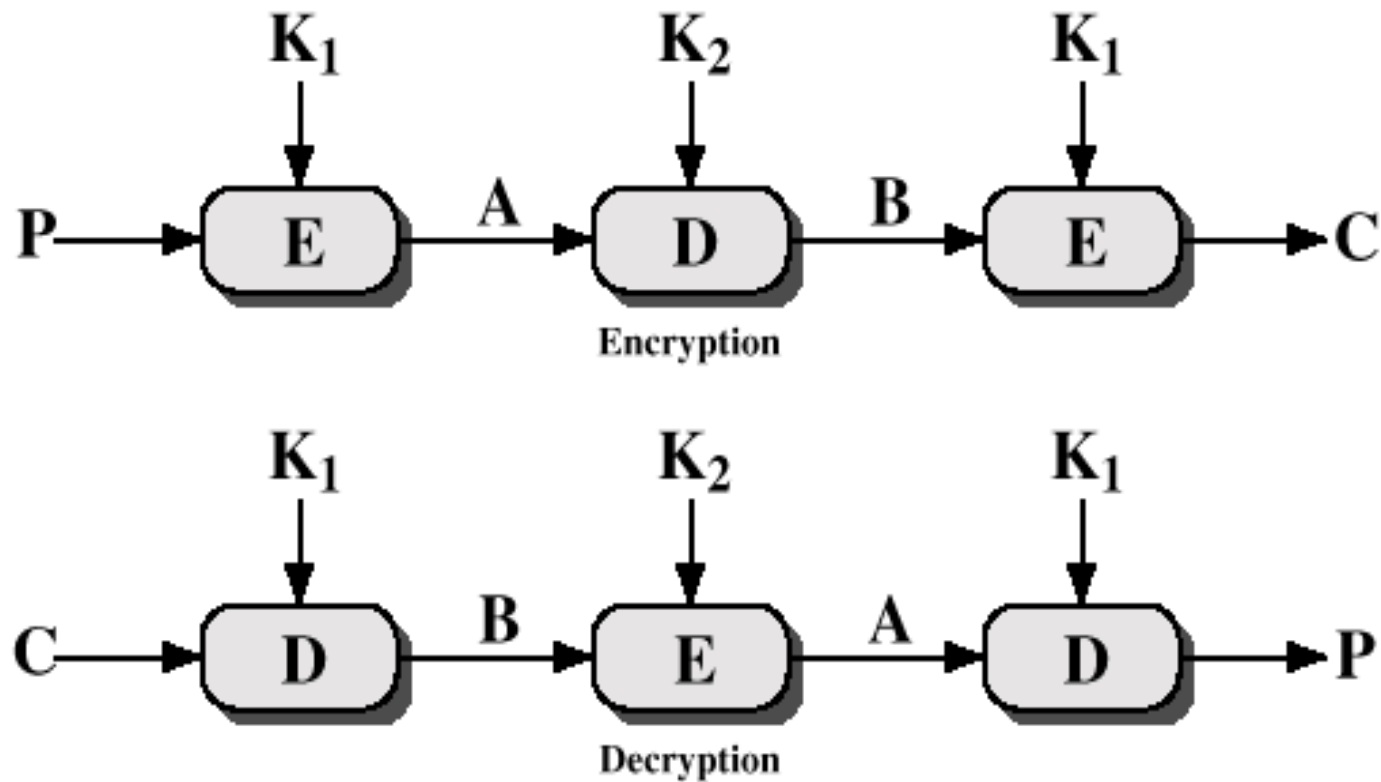 K₁ K₂ K₁
P E A D B E C
Encryption
K₁ K₂ K₁
C D B E A D P
Decryption